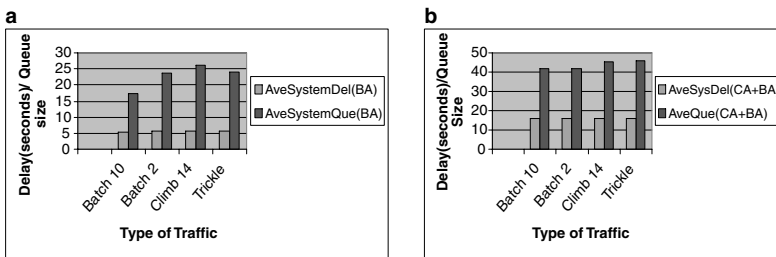 a
Delay(seconds)/ Queue
size
30
25
20
15
10
5
0
Batch 10
Batch 2
Climb 14
Trickle
Type of Traffic
AveSystemDel(BA)
AveSystemQue(BA)
b
Delay(seconds)/Queue
Size
50
40
30
20
10
0
Batch 10
Batch 2
Climb 14
Trickle
Type of Traffic
AveSysDel(CA+BA)
AveQue(CA+BA)